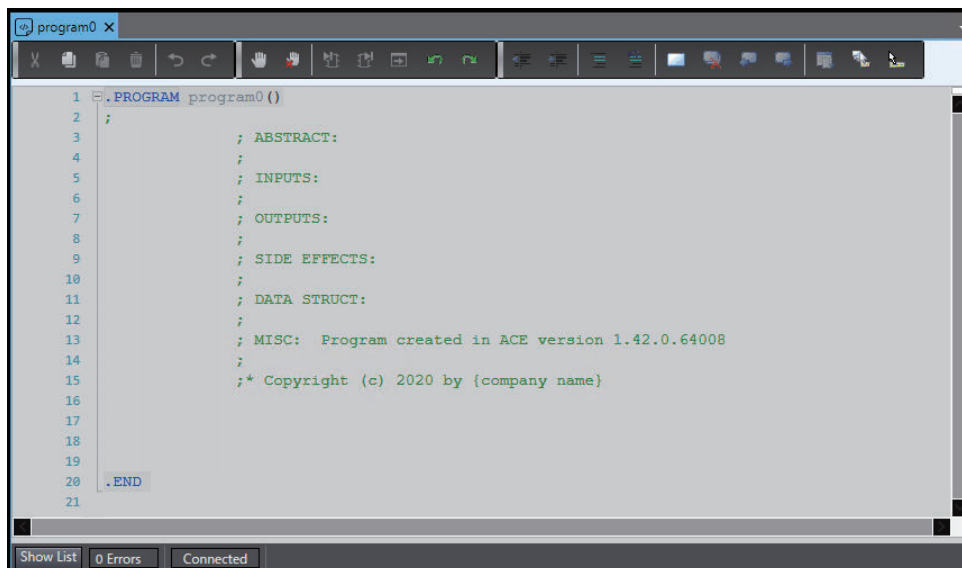 program0
1 .PROGRAM program0()
2 ;
3 ; ABSTRACT:
4 ;
5 ; INPUTS:
6 ;
7 ; OUTPUTS:
8 ;
9 ; SIDE EFFECTS:
10 ;
11 ; DATA STRUCT:
12 ;
13 ; MISC:  Program created in ACE version 1.42.0.64008
14 ;
15 ;* Copyright (c) 2020 by {company name}
16
17
18
19
20 .END
21
Show List 0 Errors Connected